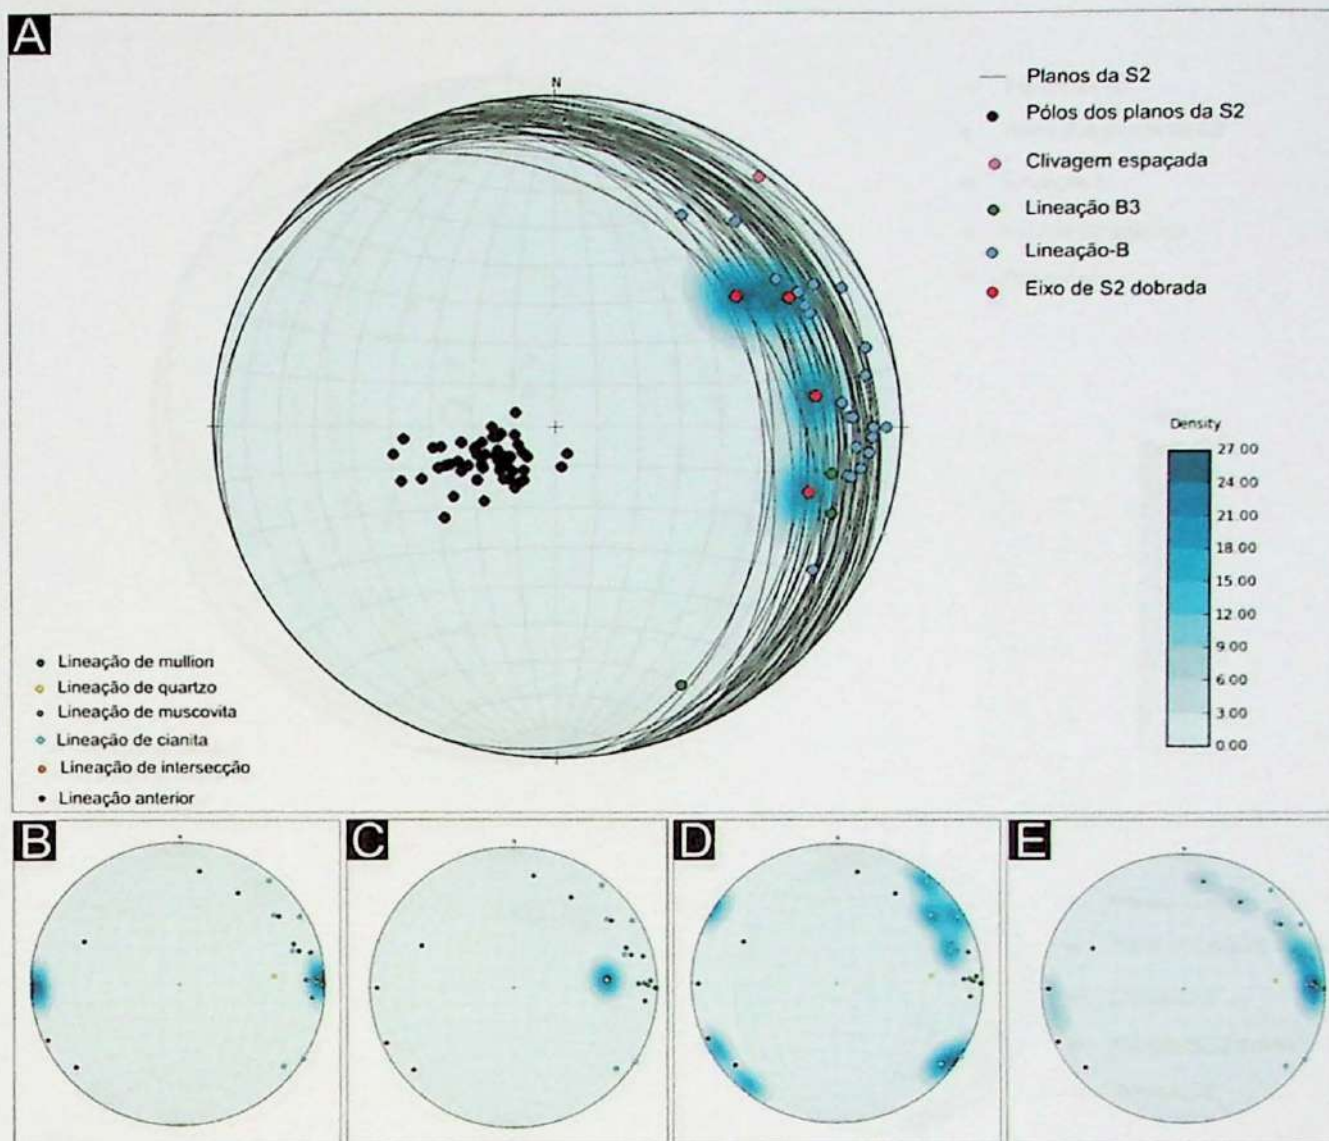 A
N
Planos da S2
Pólos dos planos da S2
Clivagem espaçada
Lineação B3
Lineação-B
Eixo de S2 dobrada
Density
27.00
24.00
21.00
18.00
15.00
12.00
9.00
6.00
3.00
0.00
Lineação de mullion
Lineação de quartzo
Lineação de muscovita
Lineação de cianita
Lineação de intersecção
Lineação anterior
B
C
D
E